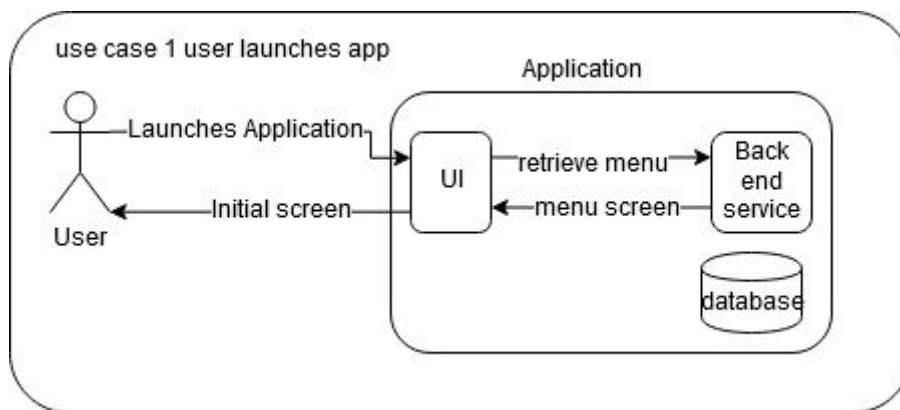 use case 1 user launches app
Application
Launches Application
UI
retrieve menu
Back
end
service
Initial screen
menu screen
User
database